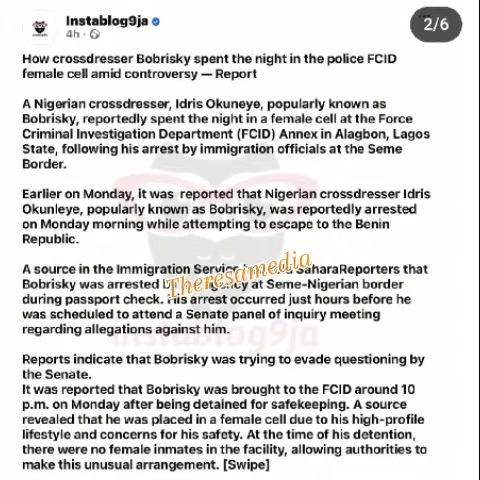 Instablog9ja
4h
2/6
How crossdresser Bobrisky spent the night in the police FCID
female cell amid controversy — Report
A Nigerian crossdresser, Idris Okuneye, popularly known as
Bobrisky, reportedly spent the night in a female cell at the Force
Criminal Investigation Department (FCID) Annex in Alagbon, Lagos
State, following his arrest by immigration officials at the Seme
Border.
Earlier on Monday, it was reported that Nigerian crossdresser Idris
Okunleye, popularly known as Bobrisky, was reportedly arrested
on Monday morning while attempting to escape to the Benin
Republic.
A source in the Immigration Service SaharaReporters that
Bobrisky was arrested at Seme-Nigerian border
Theresamedia
during passport check. His arrest occurred just hours before he
was scheduled to attend a Senate panel of inquiry meeting
regarding allegations against him.
instablog9ja
Reports indicate that Bobrisky was trying to evade questioning by
the Senate.
It was reported that Bobrisky was brought to the FCID around 10
p.m. on Monday after being detained for safekeeping. A source
revealed that he was placed in a female cell due to his high-profile
lifestyle and concerns for his safety. At the time of his detention,
there were no female inmates in the facility, allowing authorities to
make this unusual arrangement. [Swipe]